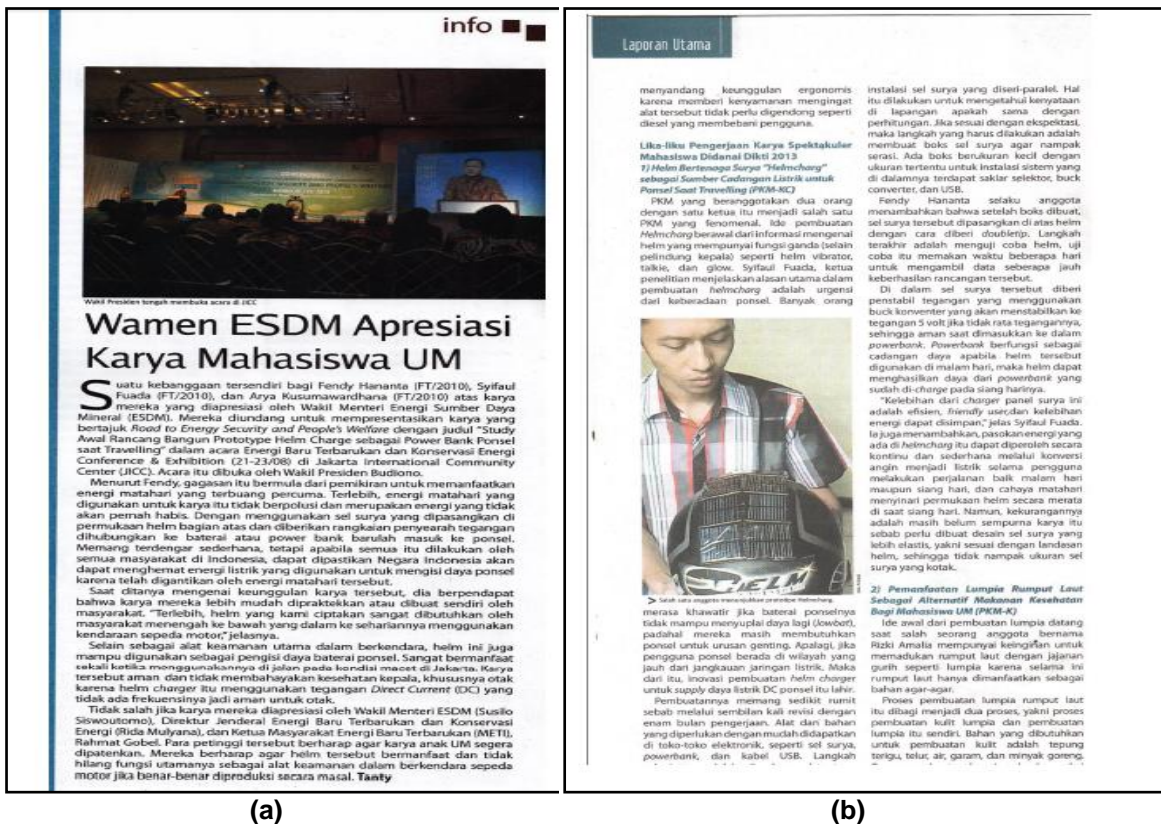 info
Wakil Presiden tengah membuka acara di JICC
Wamen ESDM Apresiasi
Karya Mahasiswa UM
Suatu kebanggaan tersendiri bagi Fendy Hananta (FT/2010), Syifaul
Fuada (FT/2010), dan Arya Kusumawardhana (FT/2010) atas karya
mereka yang diapresiasi oleh Wakil Menteri Energi Sumber Daya
Mineral (ESDM). Mereka diundang untuk mempresentasikan karya yang
bertajuk Road to Energy Security and People's Welfare dengan judul "Study
Awal Rancang Bangun Prototype Helm Charge sebagai Power Bank Ponsel
saat Travelling" dalam acara Energi Baru Terbarukan dan Konservasi Energi
Conference & Exhibition (21-23/08) di Jakarta International Community
Center (JICC). Acara itu dibuka oleh Wakil Presiden Budiono.
Menurut Fendy, gagasan itu bermula dari pemikiran untuk memanfaatkan
energi matahari yang terbuang percuma. Terlebih, energi matahari yang
digunakan untuk karya itu tidak berpolusi dan merupakan energi yang tidak
akan pernah habis. Dengan menggunakan sel surya yang dipasangkan di
permukaan helm bagian atas dan diberikan rangkaian penyearah tegangan
dihubungkan ke baterai atau power bank barulah masuk ke ponsel.
Memang terdengar sederhana, tetapi apabila semua itu dilakukan oleh
semua masyarakat di Indonesia, dapat dipastikan Negara Indonesia akan
dapat menghemat energi listrik yang digunakan untuk mengisi daya ponsel
karena telah digantikan oleh energi matahari tersebut.
Saat ditanya mengenai keunggulan karya tersebut, dia berpendapat
bahwa karya mereka lebih mudah dipraktekkan atau dibuat sendiri oleh
masyarakat. "Terlebih, helm yang kami ciptakan sangat dibutuhkan oleh
masyarakat menengah ke bawah yang dalam ke sehariannya menggunakan
kendaraan sepeda motor," jelasnya.
Selain sebagai alat keamanan utama dalam berkendara, helm ini juga
mampu digunakan sebagai pengisi daya baterai ponsel. Sangat bermanfaat
sekali ketika menggunakannya di jalan pada kondisi macet di Jakarta. Karya
tersebut aman dan tidak membahayakan kesehatan kepala, khususnya otak
karena helm charger itu menggunakan tegangan Direct Current (DC) yang
tidak ada frekuensinya jadi aman untuk otak.
Tidak salah jika karya mereka diapresiasi oleh Wakil Menteri ESDM (Susilo
Siswoutomo), Direktur Jenderal Energi Baru Terbarukan dan Konservasi
Energi (Rida Mulyana), dan Ketua Masyarakat Energi Baru Terbarukan (METI),
Rahmat Gobel. Para petinggi tersebut berharap agar karya anak UM segera
dipatenkan. Mereka berharap agar helm tersebut bermanfaat dan tidak
hilang fungsi utamanya sebagai alat keamanan dalam berkendara sepeda
motor jika benar-benar diproduksi secara masal. Tanty
(a)
Laporan Utama
menyandang keunggulan ergonomis
karena memberi kenyamanan mengingat
alat tersebut tidak perlu digendong seperti
diesel yang membebani pengguna.
Lika-liku Pengerjaan Karya Spektakuler
Mahasiswa Didanai Dikti 2013
1) Helm Bertenaga Surya "Helmcharg"
sebagai Sumber Cadangan Listrik untuk
Ponsel Saat Travelling (PKM-KC)
PKM yang beranggotakan dua orang
dengan satu ketua itu menjadi salah satu
PKM yang fenomenal. Ide pembuatan
Helmcharg berawal dari informasi mengenai
helm yang mempunyai fungsi ganda (selain
pelindung kepala) seperti helm vibrator,
talkie, dan glow. Syifaul Fuada, ketua
penelitian menjelaskan alasan utama dalam
pembuatan helmcharg adalah urgensi
dari keberadaan ponsel. Banyak orang
HELM
Salah satu anggota menunjukkan prototipe Helmcharg.
merasa khawatir jika baterai ponselnya
tidak mampu menyuplai daya lagi (lowbat),
padahal mereka masih membutuhkan
ponsel untuk urusan genting. Apalagi, jika
pengguna ponsel berada di wilayah yang
jauh dari jangkauan jaringan listrik. Maka
dari itu, inovasi pembuatan helm charger
untuk supply daya listrik DC ponsel itu lahir.
Pembuatannya memang sedikit rumit
sebab melalui sembilan kali revisi dengan
enam bulan pengerjaan. Alat dan bahan
yang diperlukan dengan mudah didapatkan
di toko-toko elektronik, seperti sel surya,
powerbank, dan kabel USB. Langkah
instalasi sel surya yang diseri-paralel. Hal
itu dilakukan untuk mengetahui kenyataan
di lapangan apakah sama dengan
perhitungan. Jika sesuai dengan ekspektasi,
maka langkah yang harus dilakukan adalah
membuat boks sel surya agar nampak
serasi. Ada boks berukuran kecil dengan
ukuran tertentu untuk instalasi sistem yang
di dalamnya terdapat saklar selektor, buck
converter, dan USB.
Fendy Hananta selaku anggota
menambahkan bahwa setelah boks dibuat,
sel surya tersebut dipasangkan di atas helm
dengan cara diberi doubletip. Langkah
terakhir adalah menguji coba helm, uji
coba itu memakan waktu beberapa hari
untuk mengambil data seberapa jauh
keberhasilan rancangan tersebut.
Di dalam sel surya tersebut diberi
penstabil tegangan yang menggunakan
buck konventer yang akan menstabilkan ke
tegangan 5 volt jika tidak rata tegangannya,
sehingga aman saat dimasukkan ke dalam
powerbank. Powerbank berfungsi sebagai
cadangan daya apabila helm tersebut
digunakan di malam hari, maka helm dapat
menghasilkan daya dari powerbank yang
sudah di-charge pada siang harinya.
"Kelebihan dari charger panel surya ini
adalah efisien, friendly user,dan kelebihan
energi dapat disimpan," jelas Syifaul Fuada.
Ia juga menambahkan, pasokan energi yang
ada di helmcharg itu dapat diperoleh secara
kontinu dan sederhana melalui konversi
angin menjadi listrik selama pengguna
melakukan perjalanan baik malam hari
maupun siang hari, dan cahaya matahari
menyinari permukaan helm secara merata
di saat siang hari. Namun, kekurangannya
adalah masih belum sempurna karya itu
sebab perlu dibuat desain sel surya yang
lebih elastis, yakni sesuai dengan landasan
helm, sehingga tidak nampak ukuran sel
surya yang kotak.
2) Pemanfaatan Lumpia Rumput Laut
Sebagai Alternatif Makanan Kesehatan
Bagi Mahasiswa UM (PKM-K)
Ide awal dari pembuatan lumpia datang
saat salah seorang anggota bernama
Rizki Amalia mempunyai keinginan untuk
memadukan rumput laut dengan jajanan
gurih seperti lumpia karena selama ini
rumput laut hanya dimanfaatkan sebagai
bahan agar-agar.
Proses pembuatan lumpia rumput laut
itu dibagi menjadi dua proses, yakni proses
pembuatan kulit lumpia dan pembuatan
lumpia itu sendiri. Bahan yang dibutuhkan
untuk pembuatan kulit adalah tepung
terigu, telur, air, garam, dan minyak goreng.
(b)